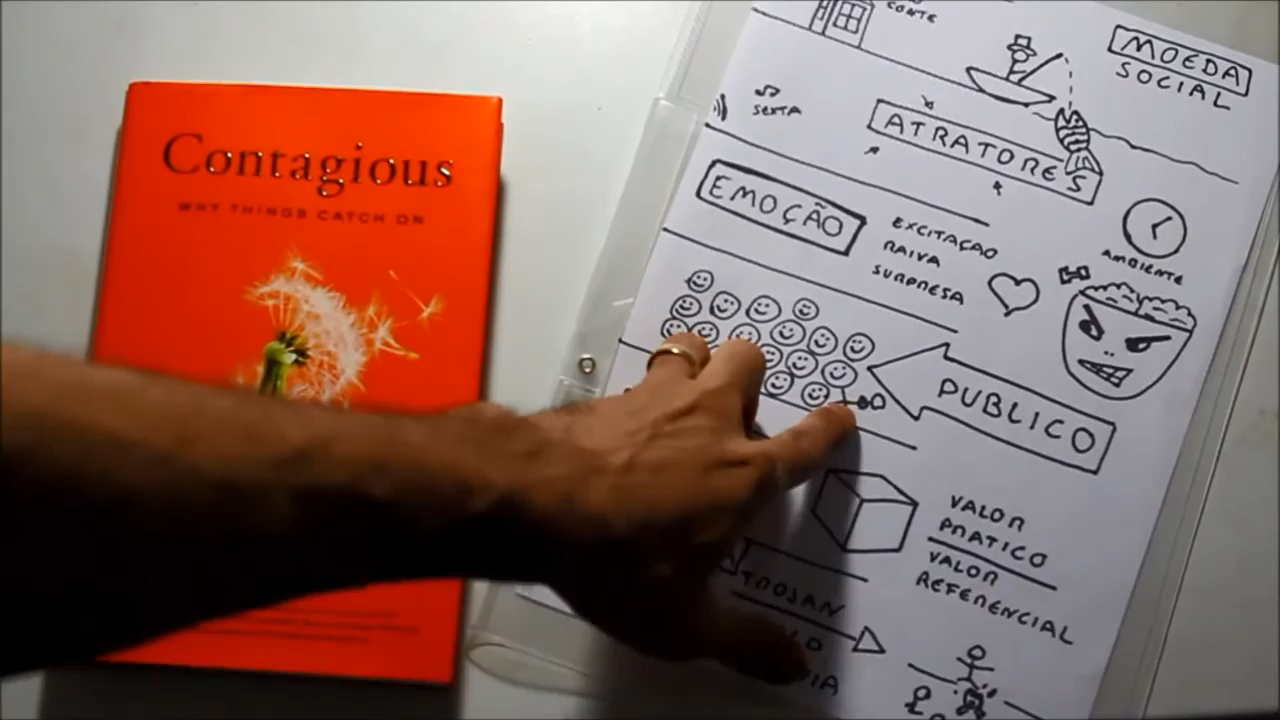 Contagious
WHY THINGS CATCH ON
CONTE
MOEDA
SOCIAL
SEXTA
ATRATORES
EMOÇÃO
EXCITAÇAO
RAIVA
SURPRESA
AMBIENTE
PUBLICO
VALOR
PRATICO
VALOR
REFERENCIAL
TROJAN